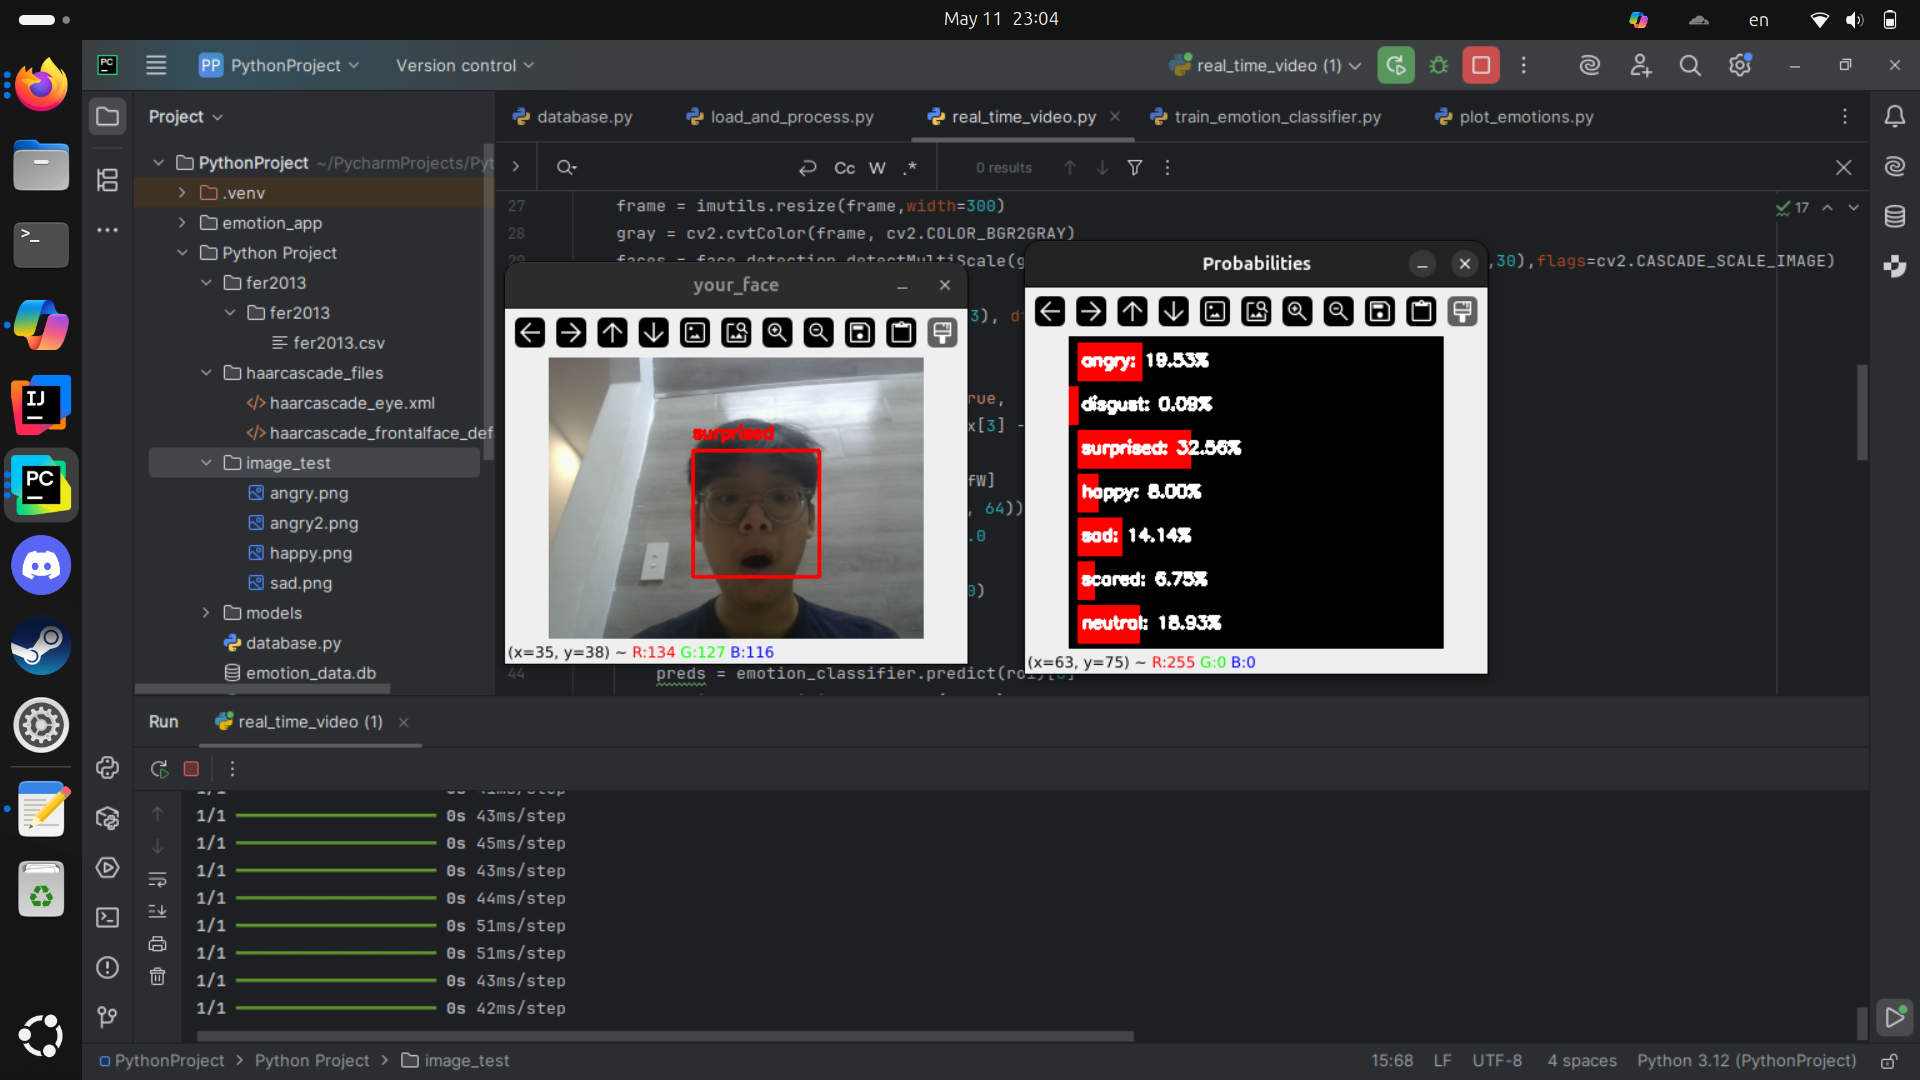 May 11 23:04
en
PC
PP PythonProject
Version control
real_time_video (1)
Project
database.py
load_and_process.py
real_time_video.py
train_emotion_classifier.py
plot_emotions.py
Cc W .*
0 results
PythonProject ~/PycharmProjects/Pyt
.venv
emotion_app
Python Project
fer2013
fer2013
fer2013.csv
haarcascade_files
haarcascade_eye.xml
haarcascade_frontalface_def
image_test
angry.png
angry2.png
happy.png
sad.png
models
database.py
emotion_data.db
27 frame = imutils.resize(frame,width=300)
28 gray = cv2.cvtColor(frame, cv2.COLOR_BGR2GRAY)
,30),flags=cv2.CASCADE_SCALE_IMAGE)
17
3), d
rue,
x[3] -
fW]
, 64))
.0
0)
44 preds = emotion_classifier.predict(roi)[0]
your_face
surprised
(x=35, y=38) ~ R:134 G:127 B:116
Probabilities
angry: 19.53%
disgust: 0.09%
surprised: 32.56%
happy: 8.00%
sad: 14.14%
scared: 6.75%
neutral: 18.93%
(x=63, y=75) ~ R:255 G:0 B:0
Run
real_time_video (1)
1/1 0s 43ms/step
1/1 0s 45ms/step
1/1 0s 43ms/step
1/1 0s 44ms/step
1/1 0s 51ms/step
1/1 0s 51ms/step
1/1 0s 43ms/step
1/1 0s 42ms/step
PythonProject > Python Project > image_test
15:68 LF UTF-8 4 spaces Python 3.12 (PythonProject)
>_
IJ
PC